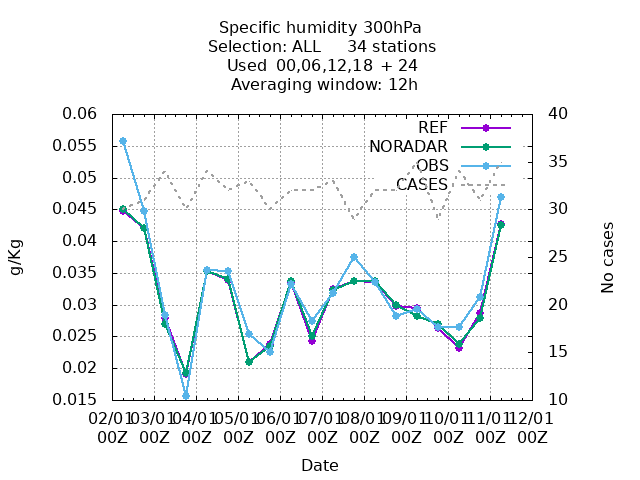 Specific humidity 300hPa
Selection: ALL 34 stations
Used 00,06,12,18 + 24
Averaging window: 12h
REF
NORADAR
OBS
CASES
0.06
0.055
0.05
0.045
0.04
0.035
0.03
0.025
0.02
0.015
40
35
30
25
20
15
10
g/Kg
No cases
02/01 03/01 04/01 05/01 06/01 07/01 08/01 09/01 10/01 11/01 12/01
00Z 00Z 00Z 00Z 00Z 00Z 00Z 00Z 00Z 00Z 00Z
Date